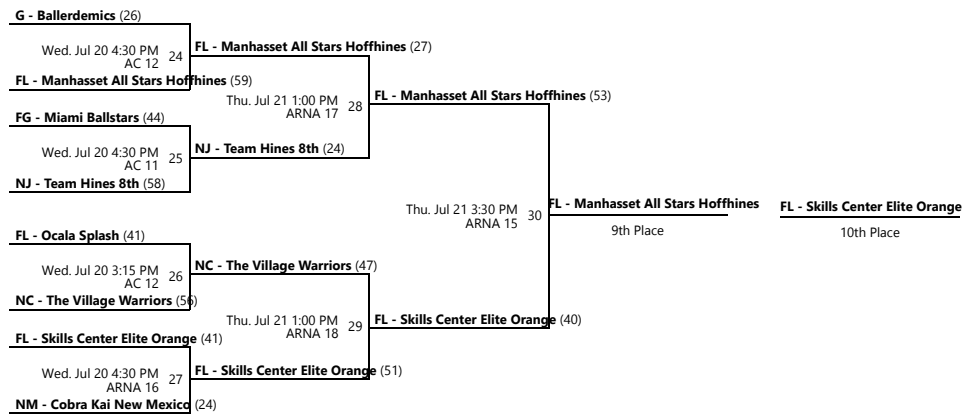 G - Ballerdemics (26)
Wed. Jul 20 4:30 PM
AC 12
24
FL - Manhasset All Stars Hoffhines (59)
FL - Manhasset All Stars Hoffhines (27)
Thu. Jul 21 1:00 PM
ARNA 17
28
FL - Manhasset All Stars Hoffhines (53)
FG - Miami Ballstars (44)
Wed. Jul 20 4:30 PM
AC 11
25
NJ - Team Hines 8th (58)
NJ - Team Hines 8th (24)
Thu. Jul 21 3:30 PM
ARNA 15
30
FL - Manhasset All Stars Hoffhines
9th Place
FL - Skills Center Elite Orange
10th Place
FL - Ocala Splash (41)
Wed. Jul 20 3:15 PM
AC 12
26
NC - The Village Warriors (56)
NC - The Village Warriors (47)
Thu. Jul 21 1:00 PM
ARNA 18
29
FL - Skills Center Elite Orange (40)
FL - Skills Center Elite Orange (41)
Wed. Jul 20 4:30 PM
ARNA 16
27
NM - Cobra Kai New Mexico (24)
FL - Skills Center Elite Orange (51)